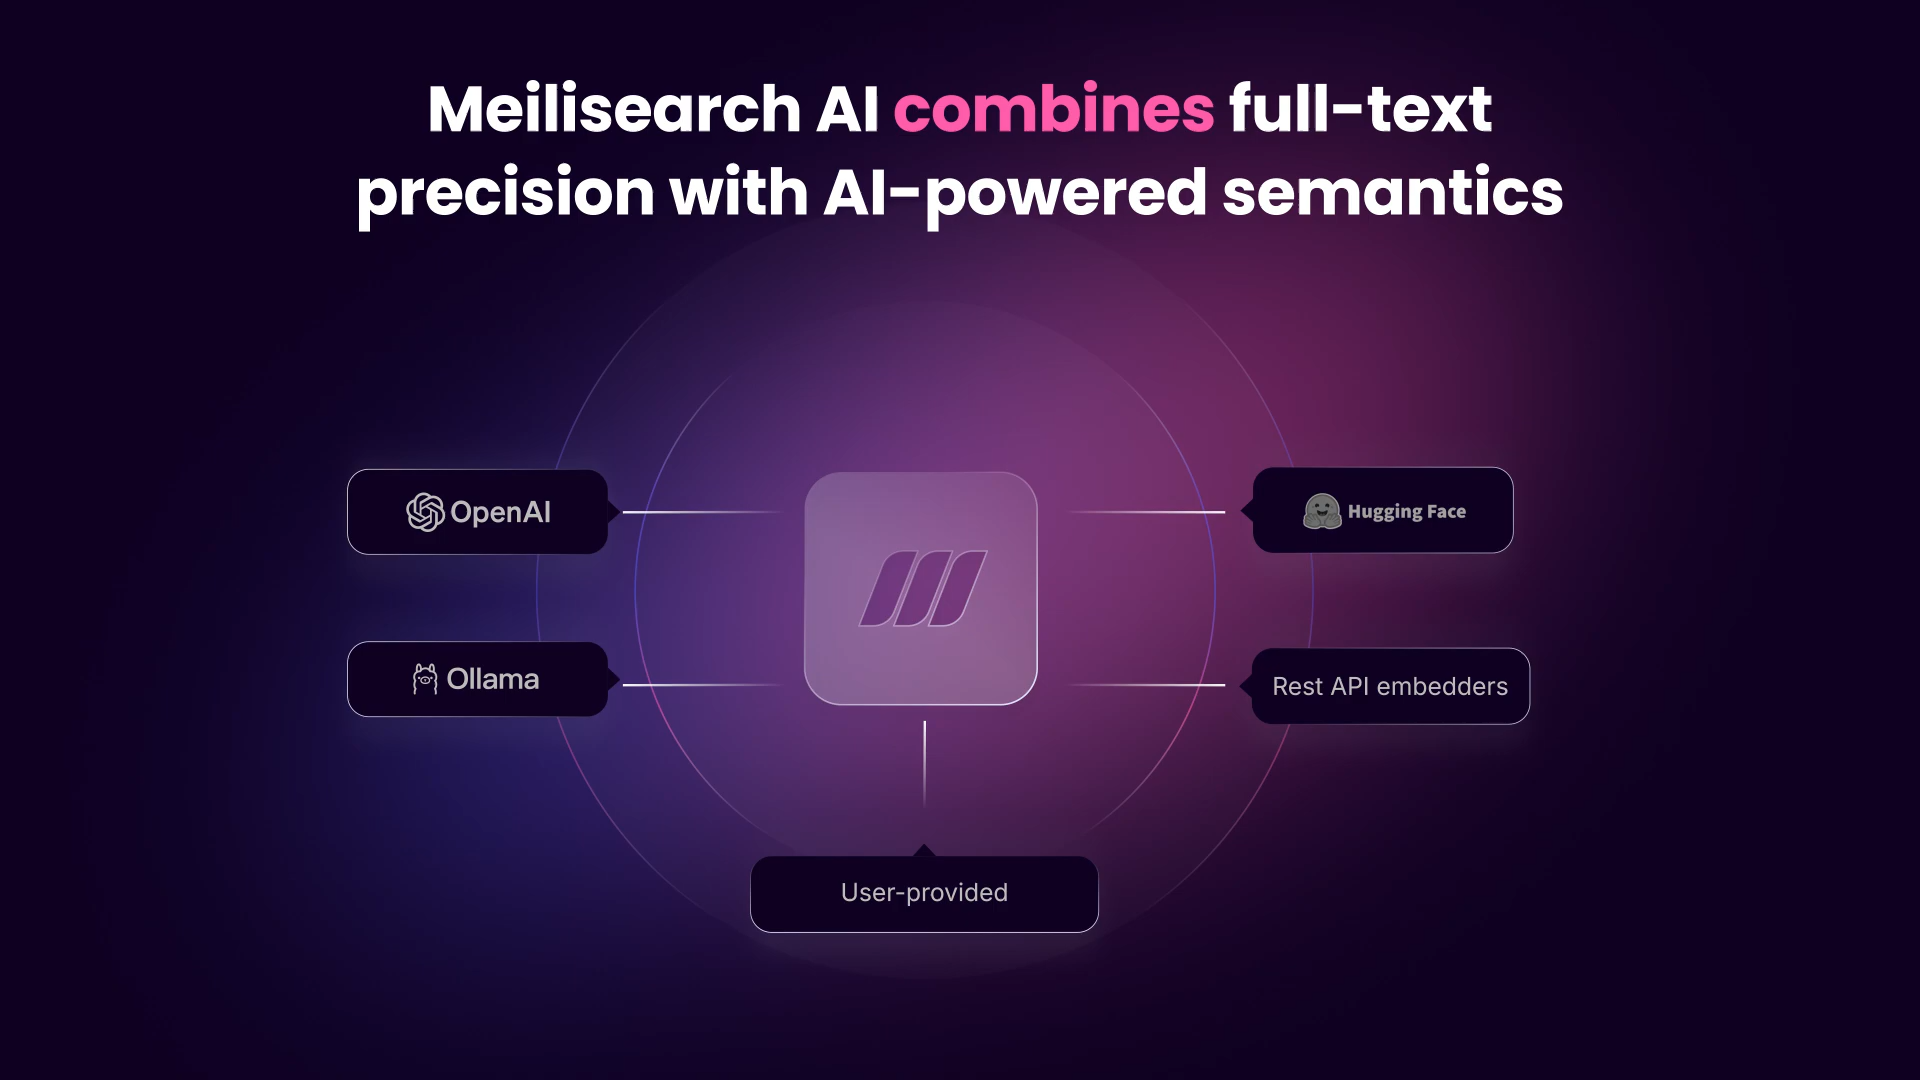 Meilisearch AI combines full-text
precision with AI-powered semantics
OpenAI
Hugging Face
Ollama
Rest API embedders
User-provided